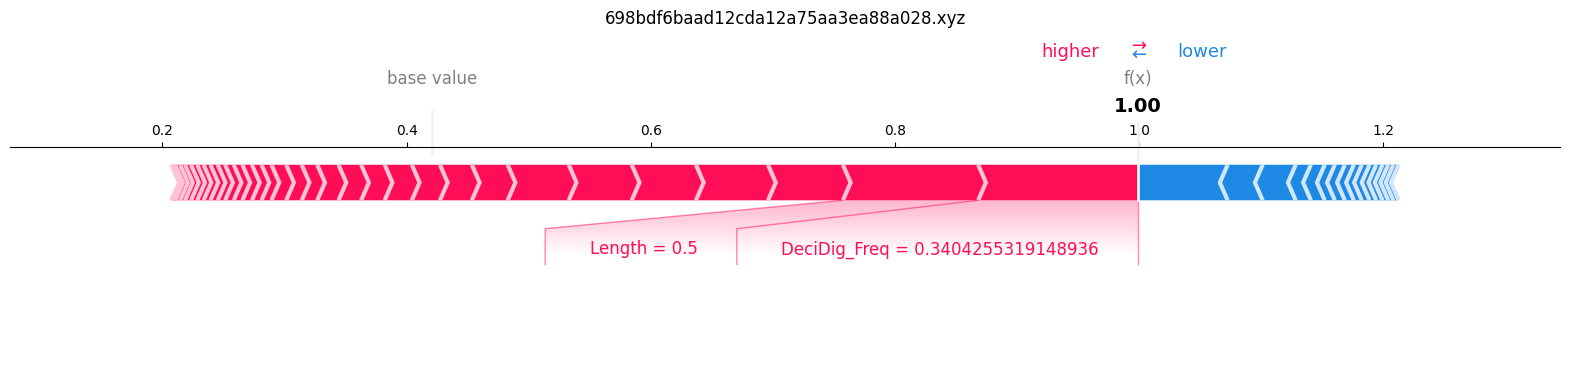 698bdf6baad12cda12a75aa3ea88a028.xyz
higher ⇄ lower
base value
f(x)
1.00
0.2 0.4 0.6 0.8 1.0 1.2
Length = 0.5
DeciDig_Freq = 0.3404255319148936